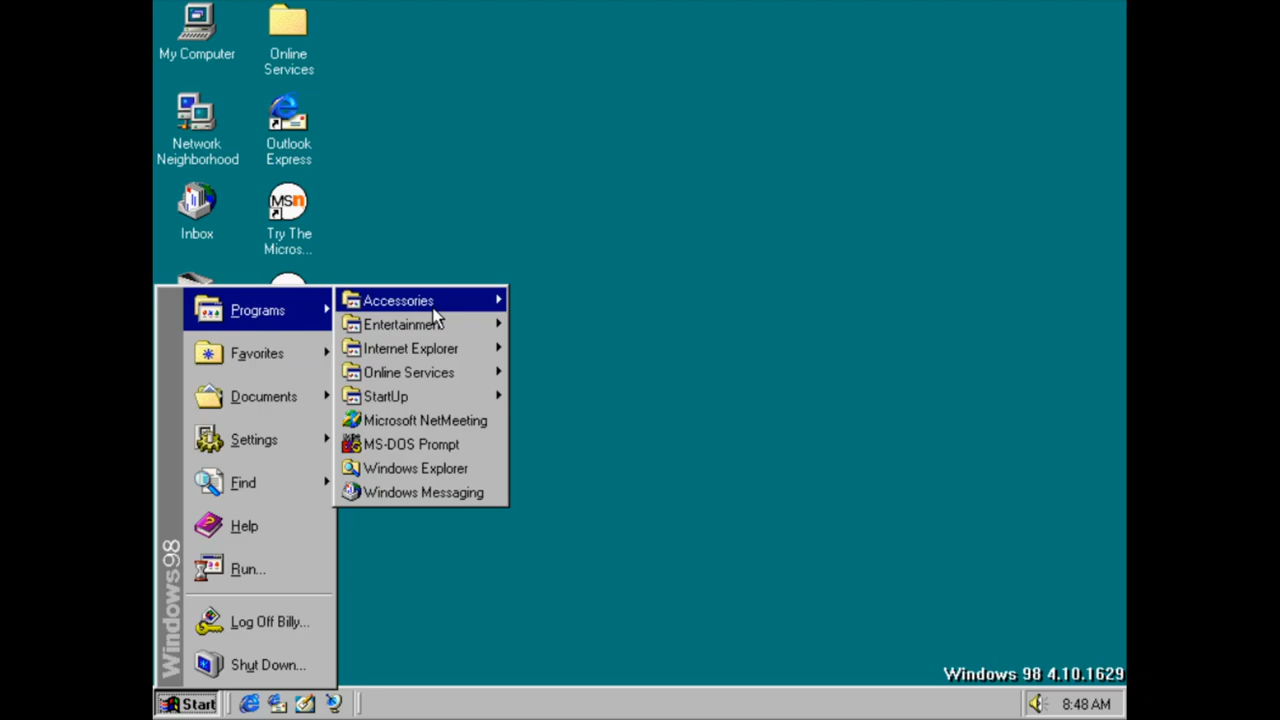 My Computer
Online
Services
Network
Neighborhood
Outlook
Express
Inbox
MSn
Try The
Micros...
Programs
Favorites
Documents
Settings
Find
Help
Run...
Log Off Billy...
Shut Down...
Windows98
Accessories
Entertainment
Internet Explorer
Online Services
StartUp
Microsoft NetMeeting
MS-DOS Prompt
Windows Explorer
Windows Messaging
Windows 98 4.10.1629
Start
8:48 AM